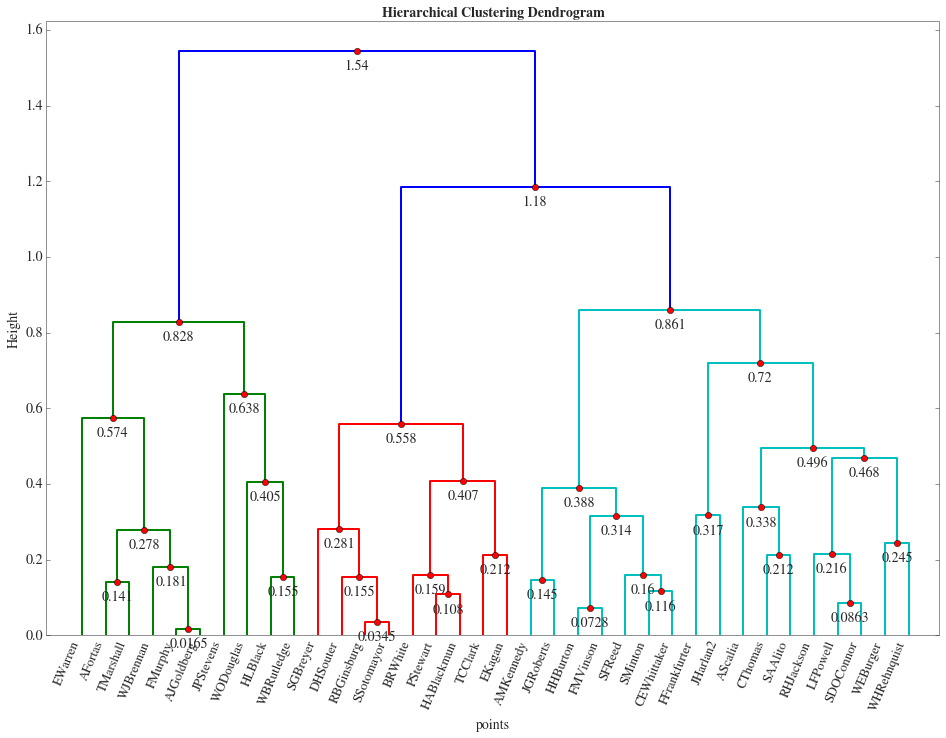 Hierarchical Clustering Dendrogram
1.6
1.4
1.2
1.0
0.8
0.6
0.4
0.2
0.0
Height
1.54
1.18
0.861
0.828
0.72
0.638
0.574
0.558
0.496
0.468
0.405
0.407
0.388
0.338
0.317
0.314
0.281
0.278
0.245
0.216
0.212
0.212
0.181
0.159
0.16
0.155
0.155
0.145
0.141
0.116
0.108
0.0863
0.0728
0.0345
0.0165
EWarren
AFortas
TMarshall
WJBrennan
FMurphy
AJGoldberg
JPStevens
WODouglas
HLBlack
WBRutledge
SGBreyer
DHSouter
RBGinsburg
SSotomayor
BRWhite
PStewart
HABlackmun
TCClark
EKagan
AMKennedy
JGRoberts
HHBurton
FMVinson
SFReed
SMinton
CEWhittaker
FFrankfurter
JHarlan2
AScalia
CThomas
SAAlito
RHJackson
LFPowell
SDOConnor
WEBurger
WHRehnquist
points